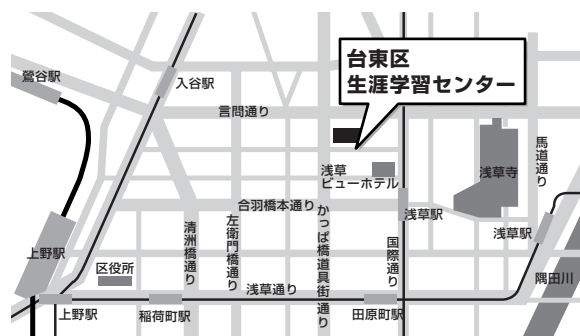 台東区
生涯学習センター
鶯谷駅
入谷駅
言問通り
馬道通り
浅草
ビューホテル
浅草寺
合羽橋本通り
浅草駅
浅草駅
清洲橋通り
左衛門橋通り
かっぱ橋道具街通り
国際通り
上野駅
区役所
浅草通り
隅田川
上野駅
稲荷町駅
田原町駅